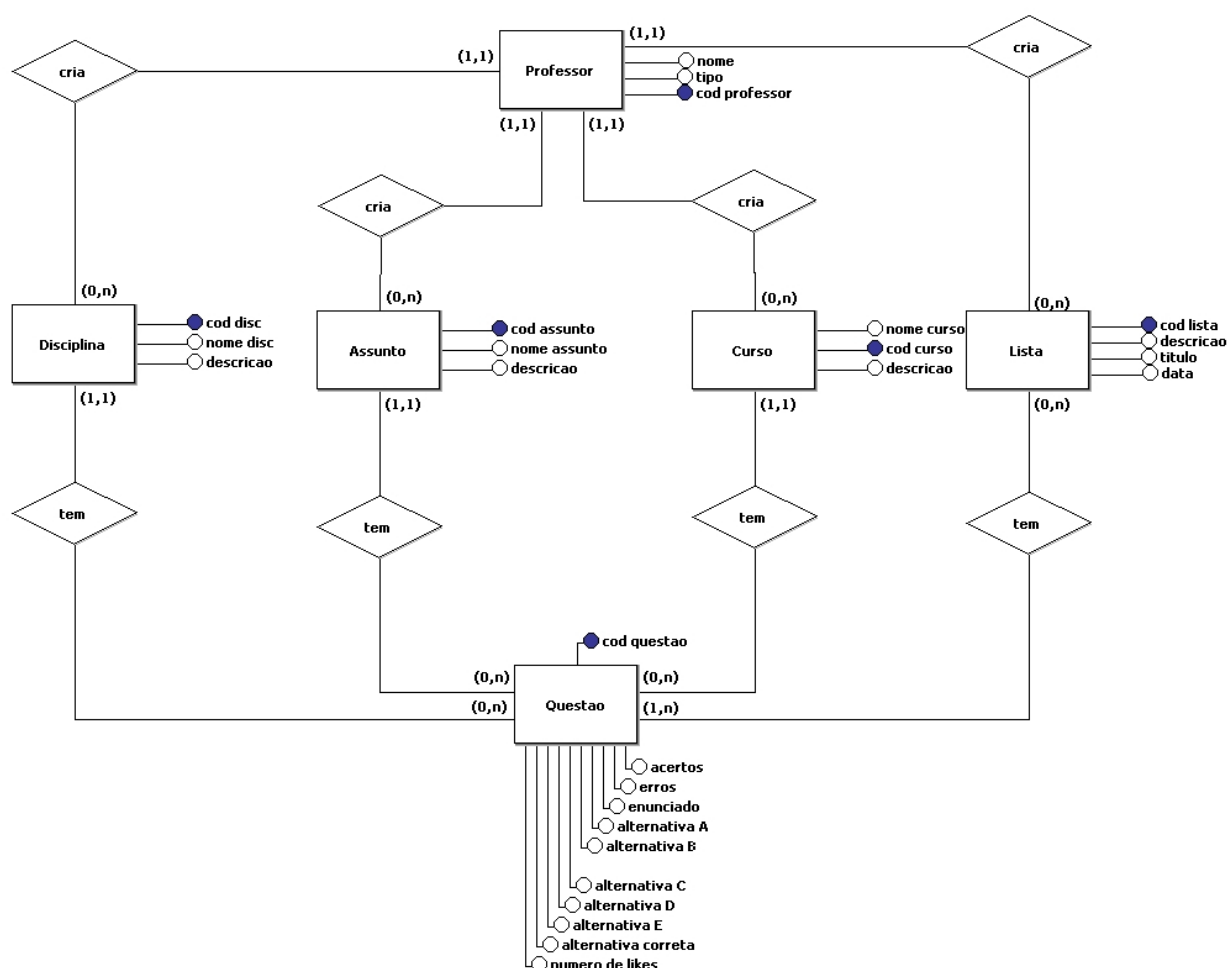 cria
(1,1)
Professor
(1,1)
nome
tipo
cod professor
cria
(1,1)
(1,1)
cria
cria
(0,n)
Disciplina
cod disc
nome disc
descricao
(1,1)
(0,n)
Assunto
cod assunto
nome assunto
descricao
(1,1)
(0,n)
Curso
nome curso
cod curso
descricao
(1,1)
(0,n)
Lista
cod lista
descricao
titulo
data
(0,n)
tem
tem
tem
tem
cod questao
(0,n)
(0,n)
Questao
(0,n)
(1,n)
acertos
erros
enunciado
alternativa A
alternativa B
alternativa C
alternativa D
alternativa E
alternativa correta
numero de likes